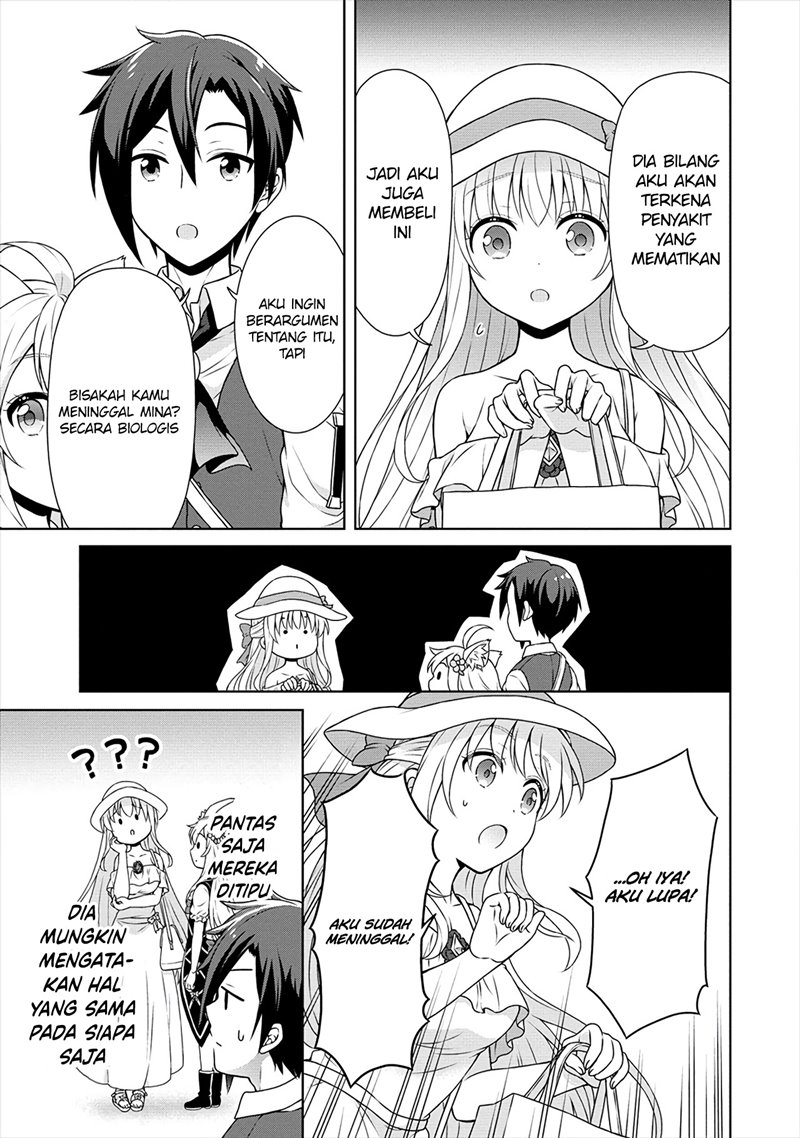 DIA BILANG
AKU AKAN
TERKENA
PENYAKIT
YANG
MEMATIKAN
JADI AKU
JUGA
MEMBELI
INI
AKU INGIN
BERARGUMEN
TENTANG ITU,
TAPI
BISAKAH KAMU
MENINGGAL MINA?
SECARA BIOLOGIS
...OH IYA!
AKU LUPA!
AKU SUDAH
MENINGGAL!
???
PANTAS
SAJA
MEREKA
DITIPU
DIA
MUNGKIN
MENGATA-
KAN HAL
YANG SAMA
PADA SIAPA
SAJA